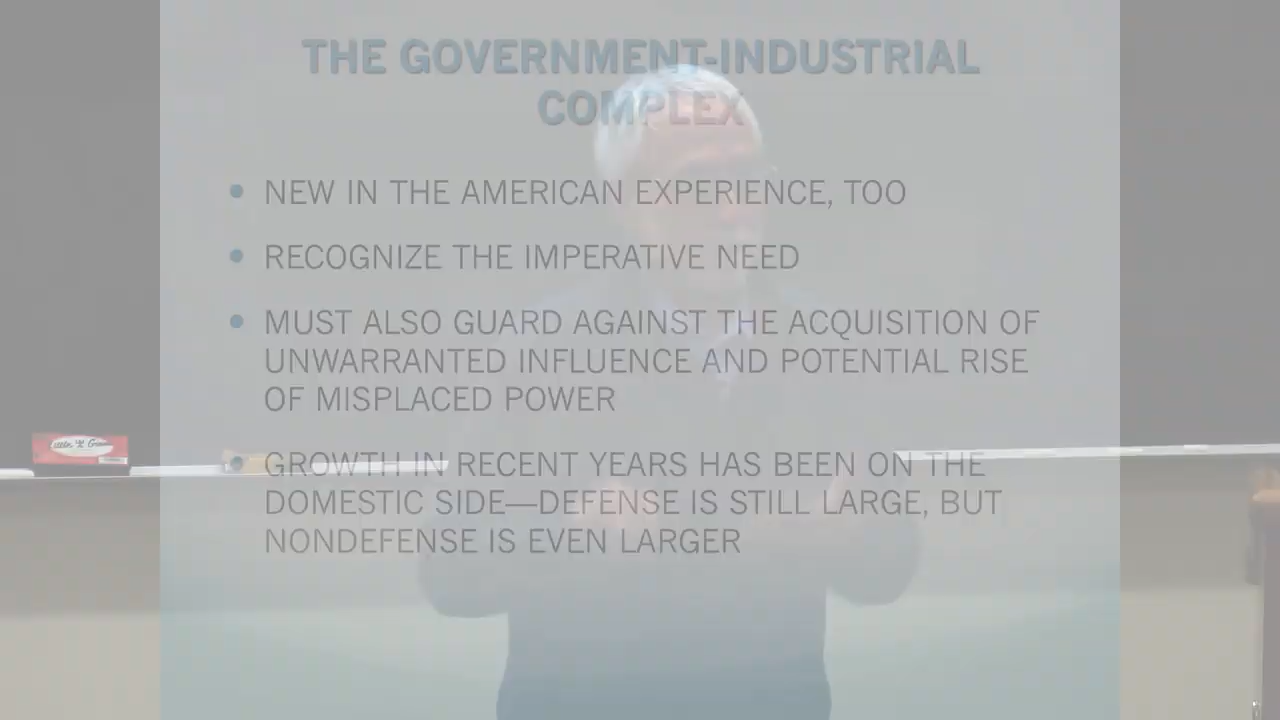 THE GOVERNMENT-INDUSTRIAL
COMPLEX
• NEW IN THE AMERICAN EXPERIENCE, TOO
• RECOGNIZE THE IMPERATIVE NEED
• MUST ALSO GUARD AGAINST THE ACQUISITION OF
UNWARRANTED INFLUENCE AND POTENTIAL RISE
OF MISPLACED POWER
GROWTH IN RECENT YEARS HAS BEEN ON THE
DOMESTIC SIDE—DEFENSE IS STILL LARGE, BUT
NONDEFENSE IS EVEN LARGER